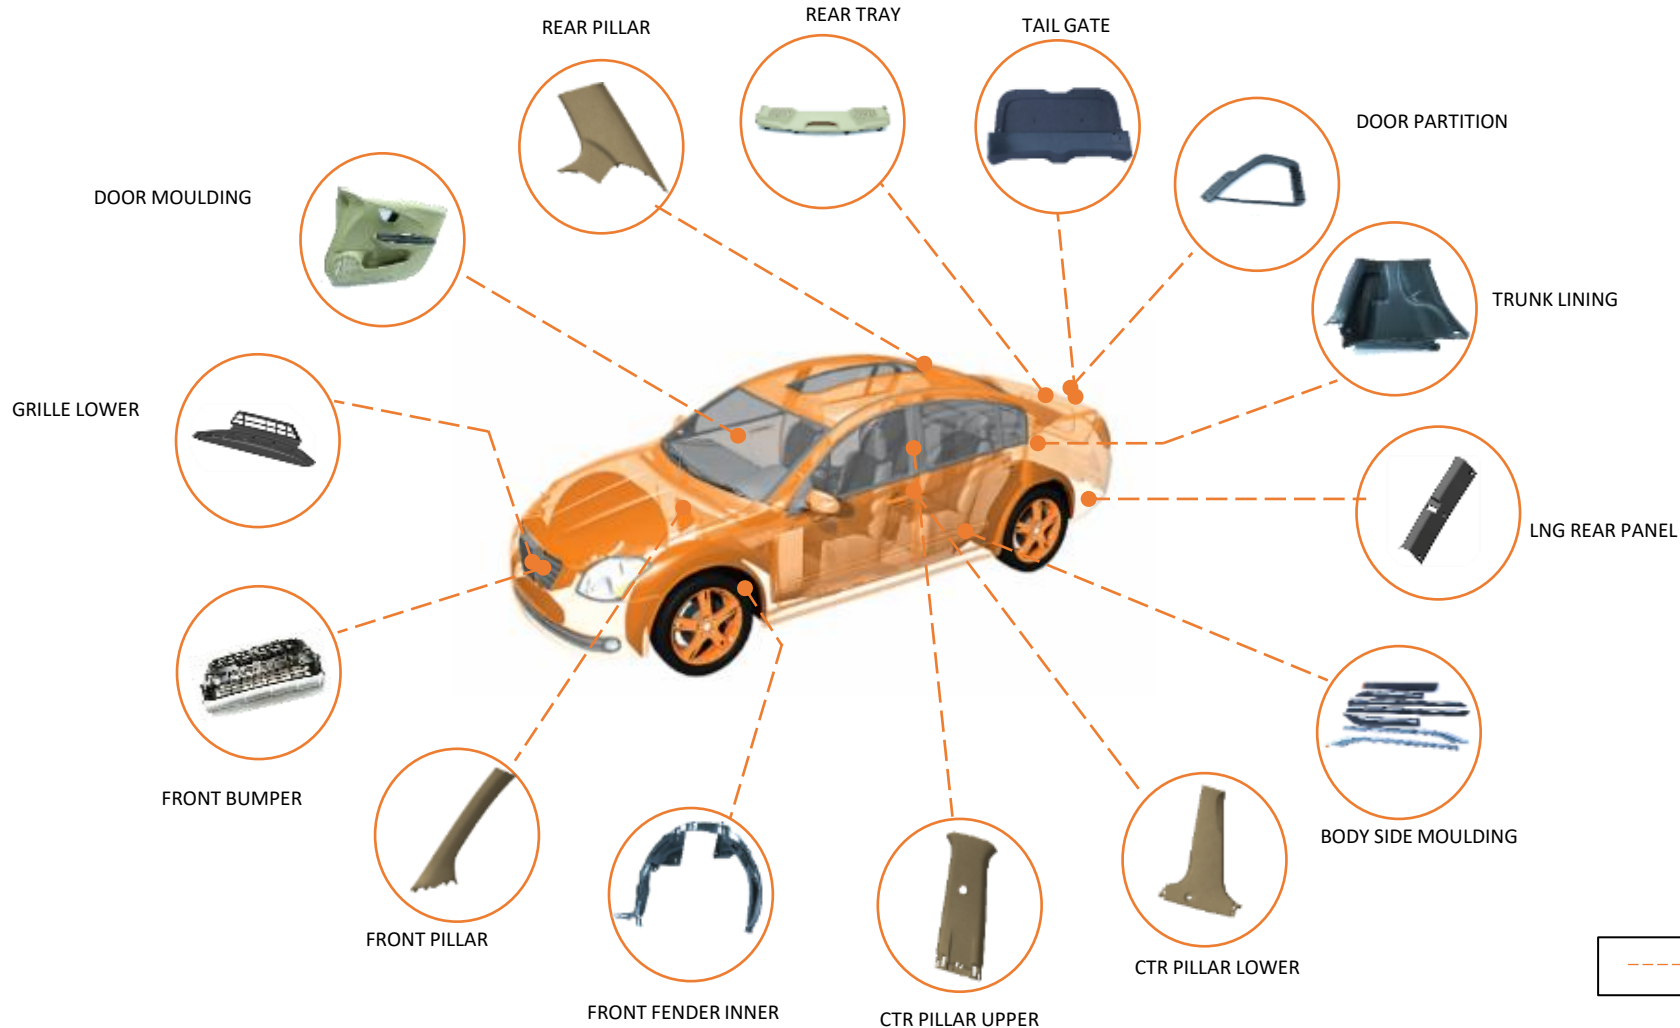 REAR TRAY
REAR PILLAR
TAIL GATE
DOOR PARTITION
DOOR MOULDING
TRUNK LINING
GRILLE LOWER
LNG REAR PANEL
FRONT BUMPER
BODY SIDE MOULDING
FRONT PILLAR
CTR PILLAR LOWER
FRONT FENDER INNER
CTR PILLAR UPPER